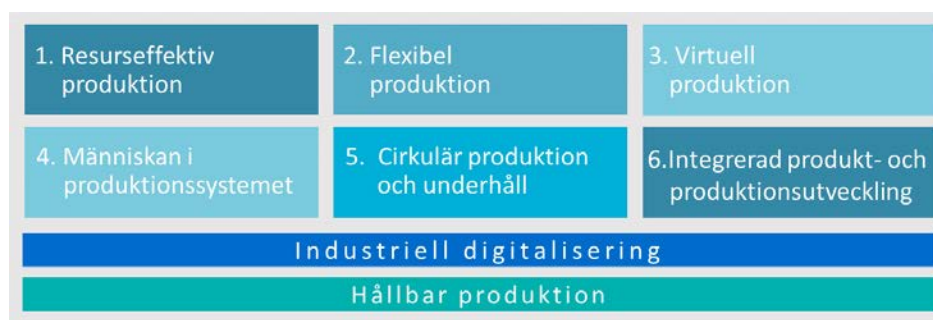 1. Resurseffektiv
produktion
2. Flexibel
produktion
3. Virtuell
produktion
4. Människan i
produktionssystemet
5. Cirkulär produktion
och underhåll
6.Integrerad produkt- och
produktionsutveckling
Industriell digitalisering
Hållbar produktion